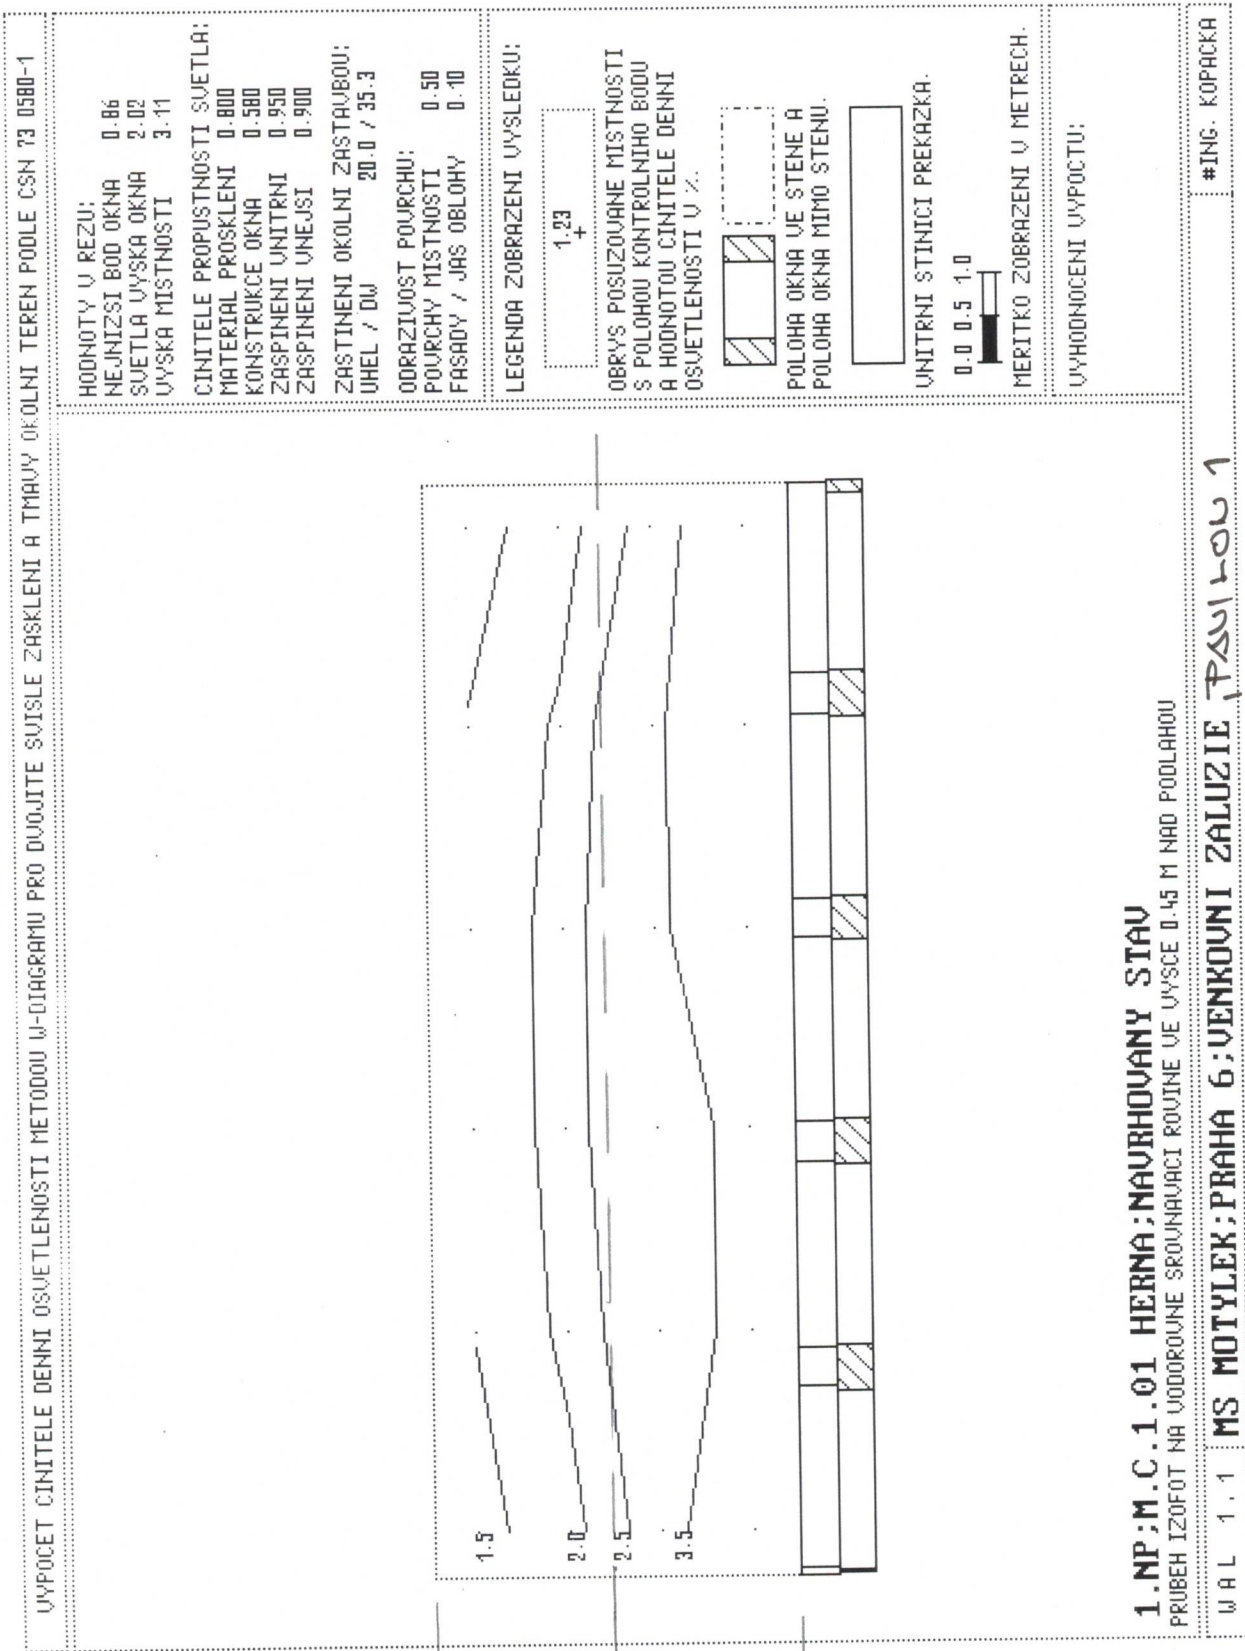 VYPOCET CINITELE DENNI OSVETLENOSTI METODOU W-DIAGRAMU PRO DVOJITE SVISLE ZASKLENI A TMAVY OKOLNI TEREN PODLE CSN 73 0580-1
HODNOTY V REZU:
NEJNIZSI BOD OKNA 0.86
SVETLA VYSKA OKNA 2.02
VYSKA MISTNOSTI 3.11
CINITELE PROPUSTNOSTI SVETLA:
MATERIAL PROSKLENI 0.800
KONSTRUKCE OKNA 0.580
ZASPINENI VNITRNI 0.950
ZASPINENI VNEJSI 0.900
ZASTINENI OKOLNI ZASTAVBOU:
UHEL / DW 20.0 / 35.3
ODRAZIVOST POVRCHU:
POVRCHY MISTNOSTI 0.50
FASADY / JAS OBLOHY 0.10
LEGENDA ZOBRAZENI VYSLEDKU:
1.23
+
OBRYS POSUZOVANE MISTNOSTI
S POLOHOU KONTROLNIHO BODU
A HODNOTOU CINITELE DENNI
OSVETLENOSTI V %.
POLOHA OKNA VE STENE A
POLOHA OKNA MIMO STENU.
VNITRNI STINICI PREKAZKA.
0.0 0.5 1.0
MERITKO ZOBRAZENI V METRECH.
VYHODNOCENI VYPOCTU:
1.5
2.0
2.5
3.5
1.NP;M.C.1.01 HERNA;NAVRHOVANY STAV
PRUBEH IZOFOT NA VODOROVNE SROVNAVACI ROVINE VE VYSCE 0.45 M NAD PODLAHOU
WAL 1.1 MS MOTYLEK;PRAHA 6;VENKOVNI ZALUZIE ,PAVILON 1 #ING. KOPACKA